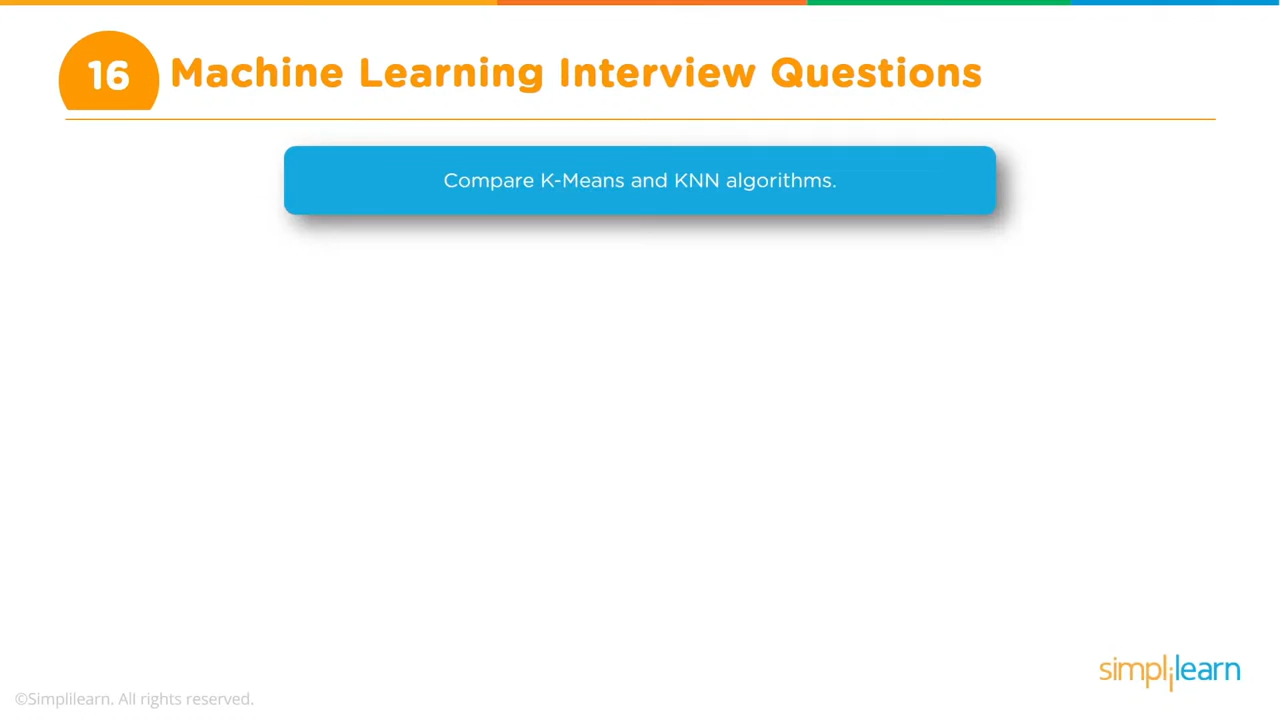 16
Machine Learning Interview Questions
Compare K-Means and KNN algorithms.
simplilearn
©Simplilearn. All rights reserved.